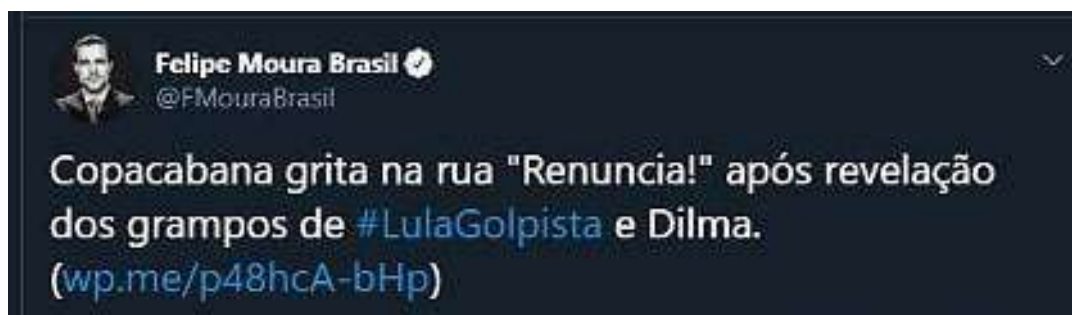 Felipe Moura Brasil
@FMouraBrasil
Copacabana grita na rua "Renuncia!" após revelação
dos grampos de #LulaGolpista e Dilma.
(wp.me/p48hcA-bHp)